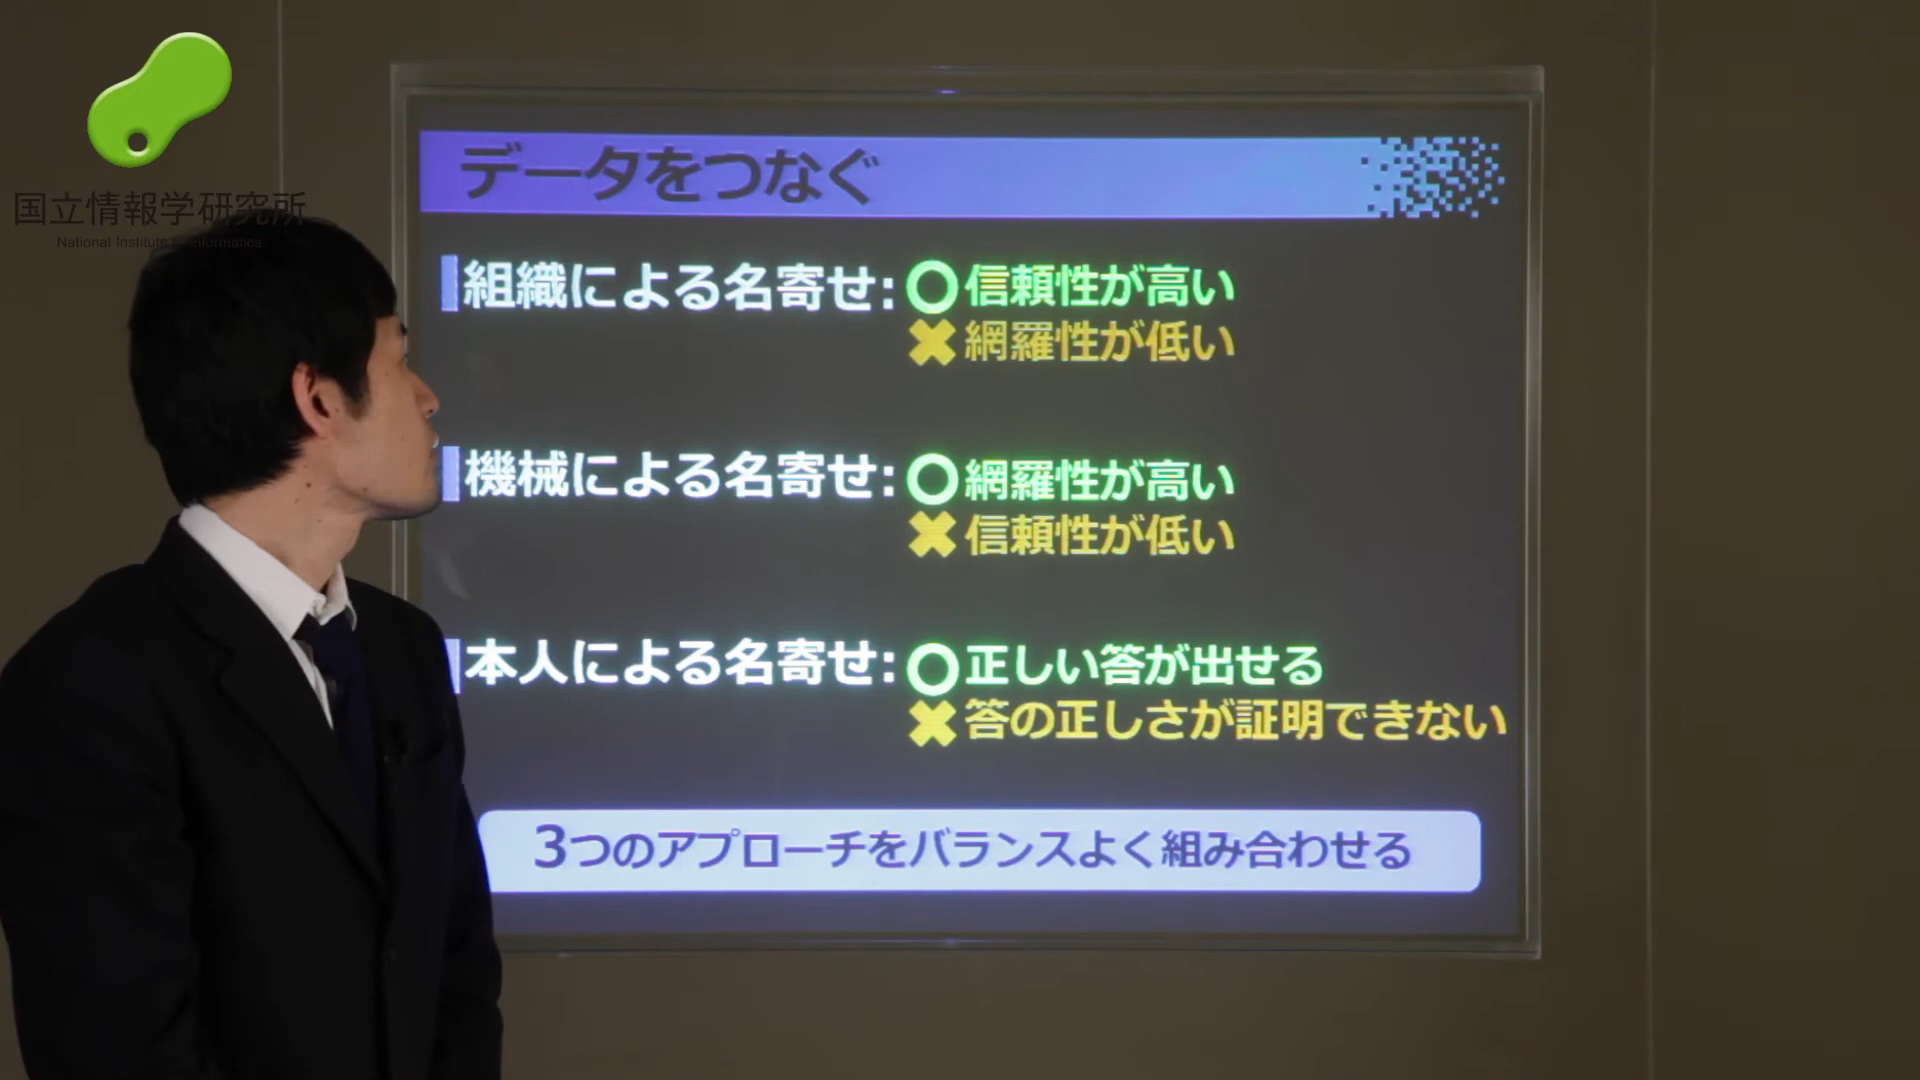 国立情報学研究所
National Institute of Informatics
データをつなぐ
組織による名寄せ:○信頼性が高い
✖網羅性が低い
機械による名寄せ:○網羅性が高い
✖信頼性が低い
本人による名寄せ:○正しい答が出せる
✖答の正しさが証明できない
3つのアプローチをバランスよく組み合わせる